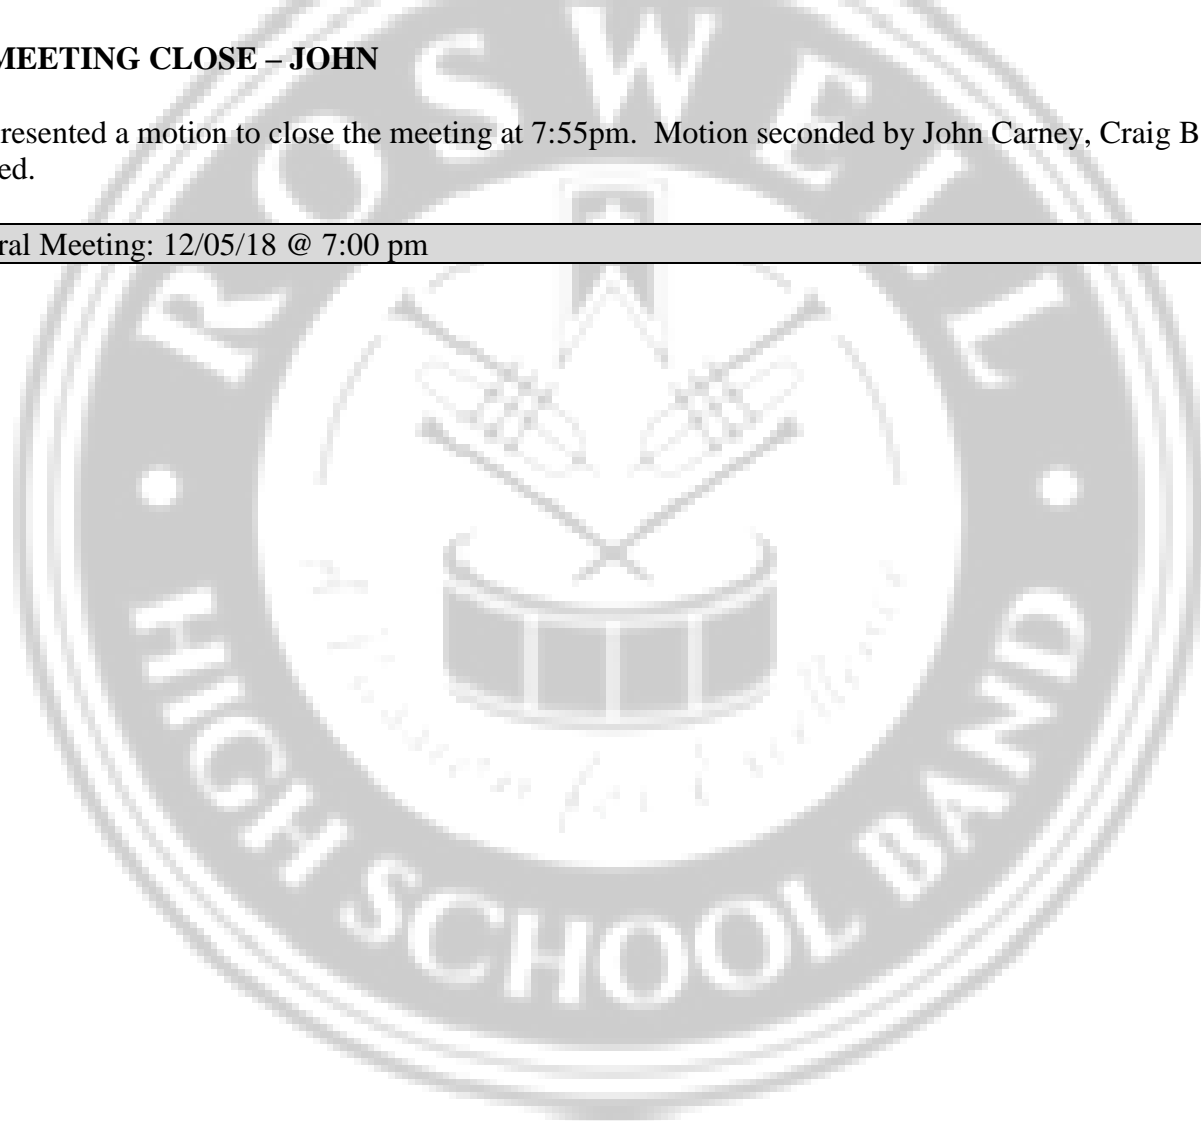 MEETING CLOSE – JOHN
resented a motion to close the meeting at 7:55pm.  Motion seconded by John Carney, Craig B
ed.
ral Meeting: 12/05/18 @ 7:00 pm
ROSWELL
HIGH SCHOOL BAND